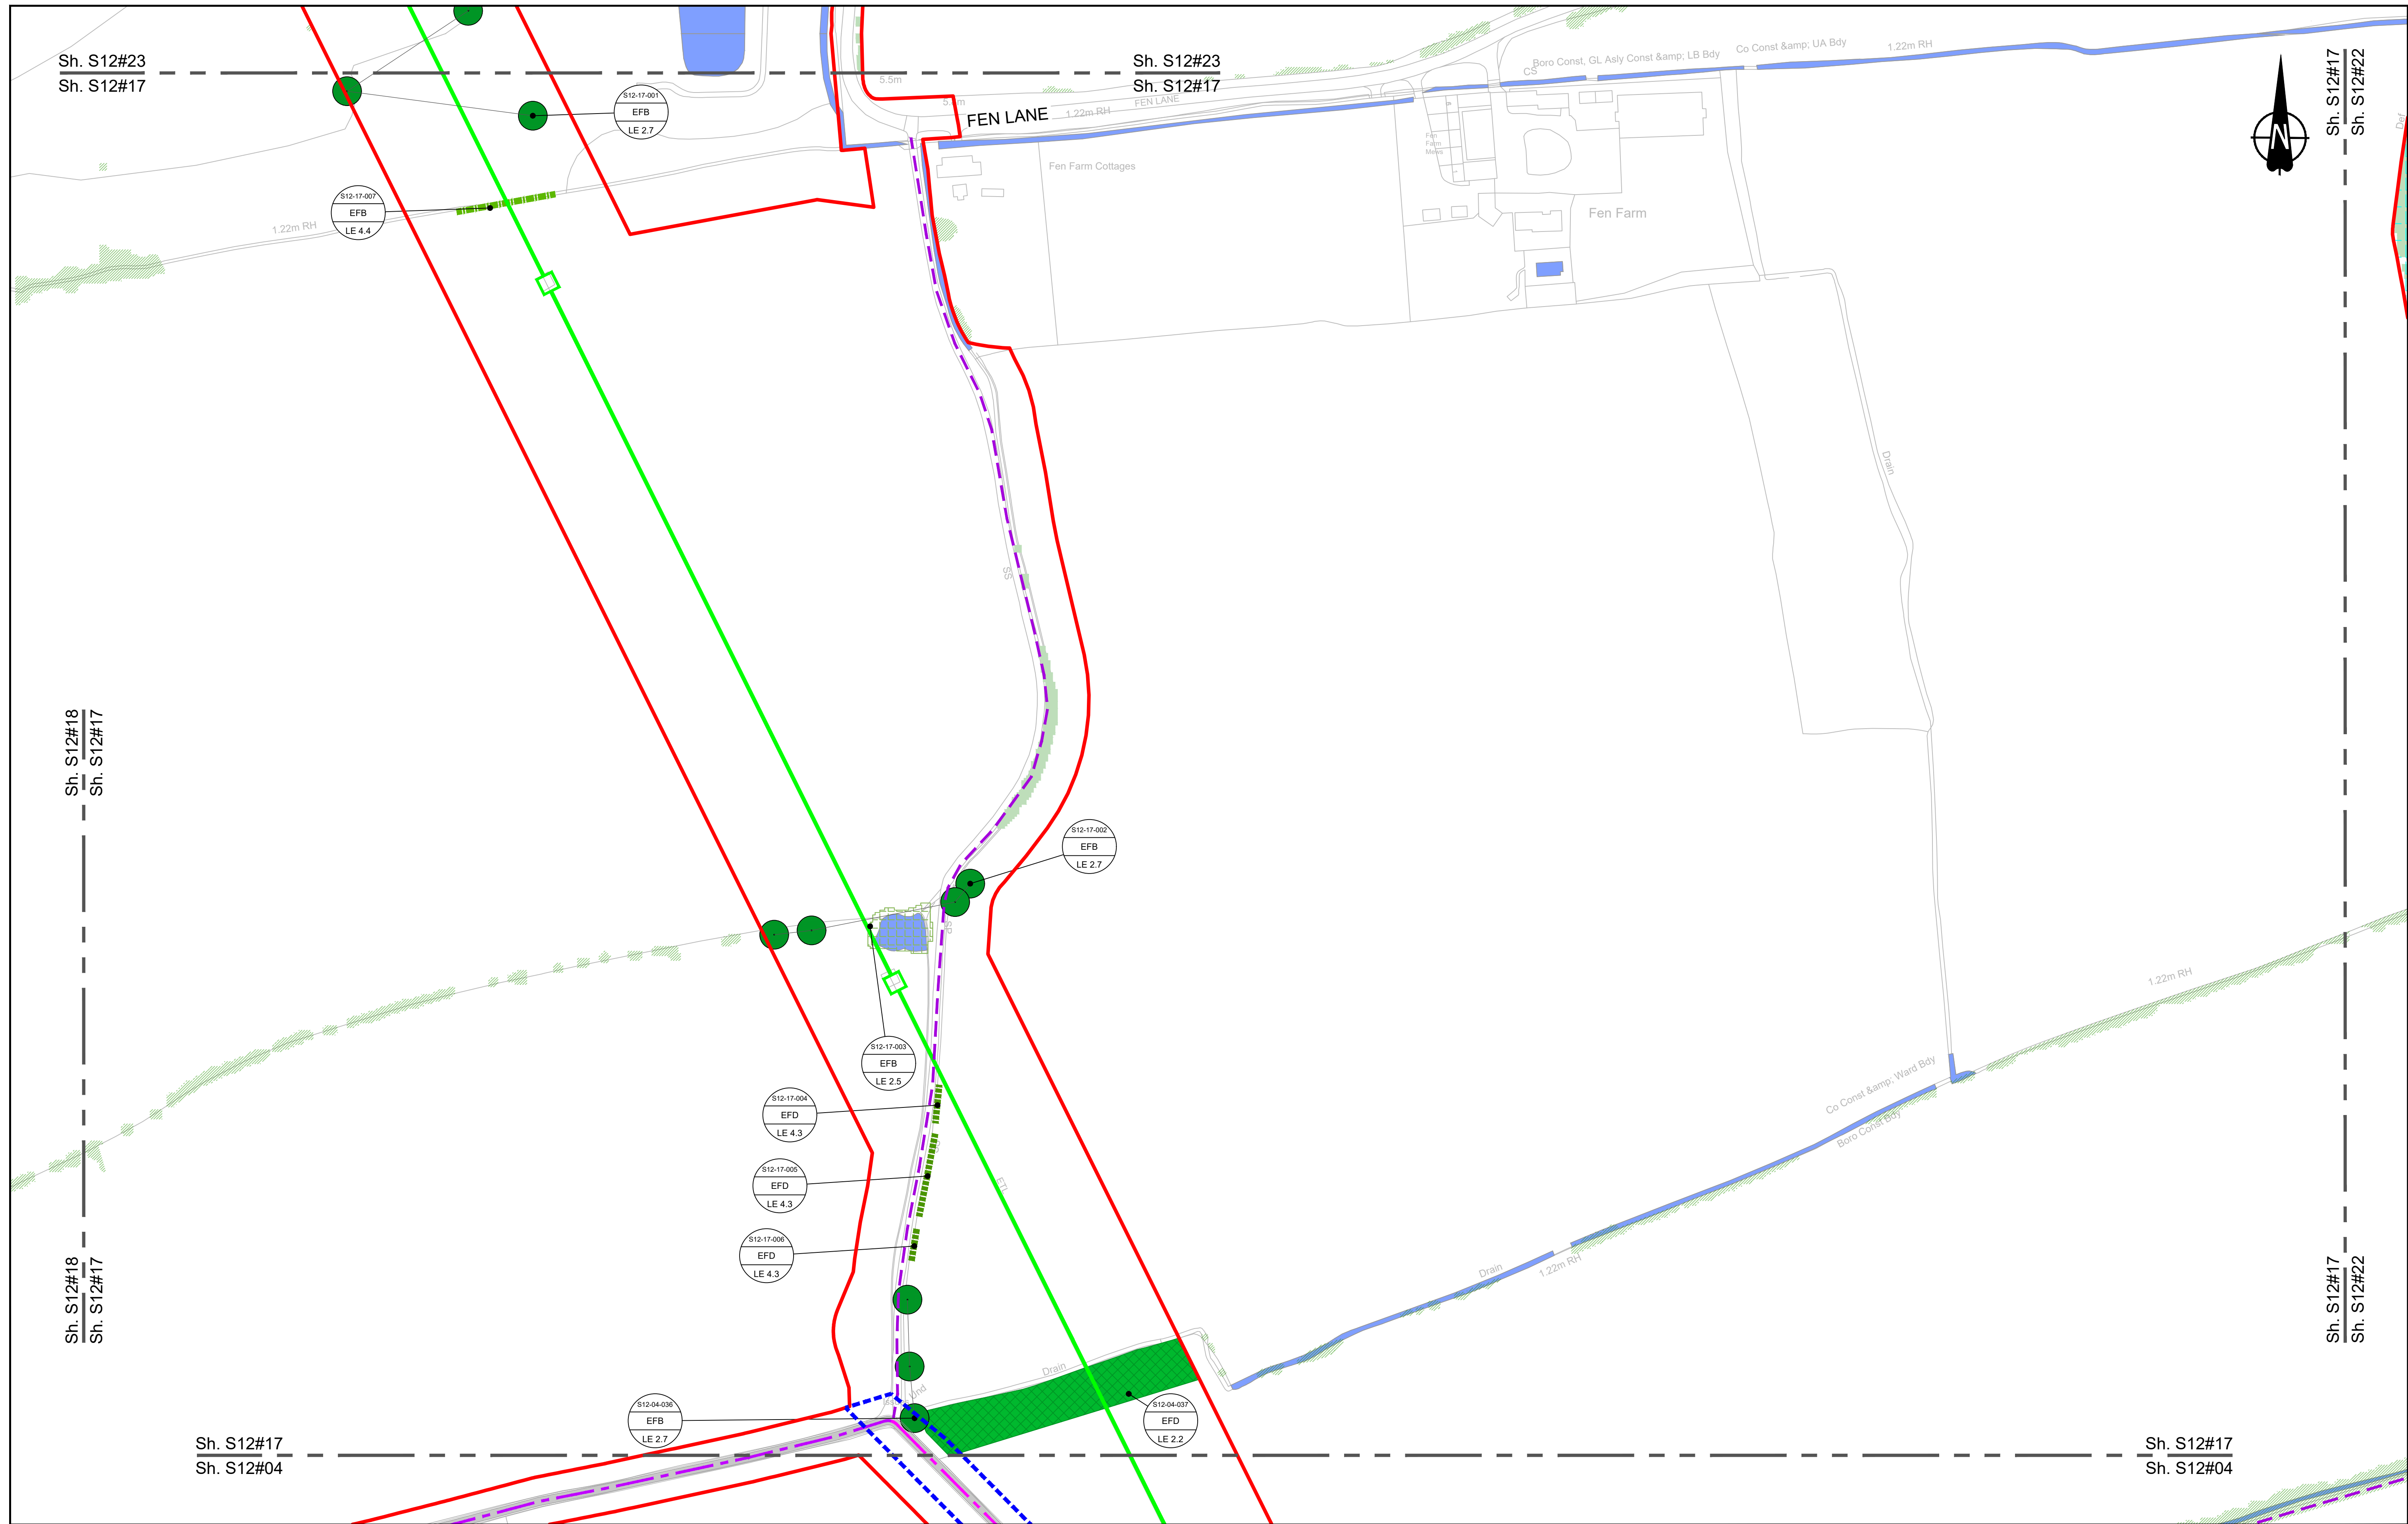 Sh. S12#23
Sh. S12#17
Sh. S12#23
Sh. S12#17
5.5m
FEN LANE
1.22m RH
FEN LANE
CS
Boro Const, GL Asly Const &amp; LB Bdy
Co Const &amp; UA Bdy
1.22m RH
Sh. S12#17
Sh. S12#22
Def
N
S12-17-001
EFB
LE 2.7
S12-17-007
EFB
LE 4.4
1.22m RH
Fen
Farm
Mews
Fen Farm Cottages
Fen Farm
Drain
SS
Sh. S12#18
Sh. S12#17
S12-17-002
EFB
LE 2.7
SP
1.22m RH
S12-17-003
EFB
LE 2.5
S12-17-004
EFD
LE 4.3
Co Const &amp; Ward Bdy
Boro Const Bdy
S12-17-005
EFD
LE 4.3
ETL
S12-17-006
EFD
LE 4.3
Drain
1.22m RH
Sh. S12#18
Sh. S12#17
Sh. S12#17
Sh. S12#22
Drain
Und
S12-04-036
EFB
LE 2.7
S12-04-037
EFD
LE 2.2
Sh. S12#17
Sh. S12#04
Sh. S12#17
Sh. S12#04